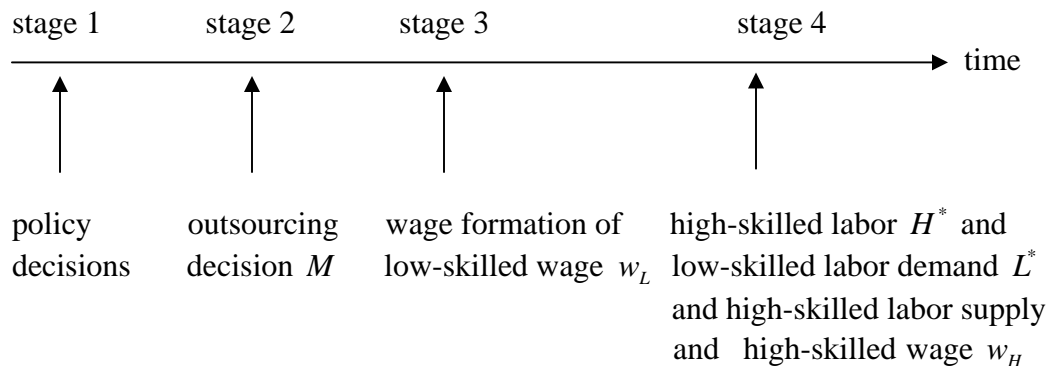 stage 1 stage 2 stage 3 stage 4
time
policy outsourcing wage formation of high-skilled labor H* and
decisions decision M low-skilled wage w_L low-skilled labor demand L*
and high-skilled labor supply
and high-skilled wage w_H